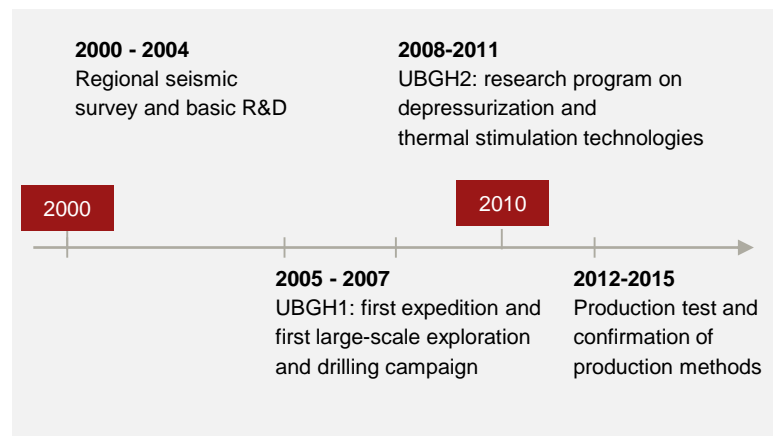 2000 - 2004
Regional seismic
survey and basic R&D
2008-2011
UBGH2: research program on
depressurization and
thermal stimulation technologies
2000
2010
2005 - 2007
UBGH1: first expedition and
first large-scale exploration
and drilling campaign
2012-2015
Production test and
confirmation of
production methods